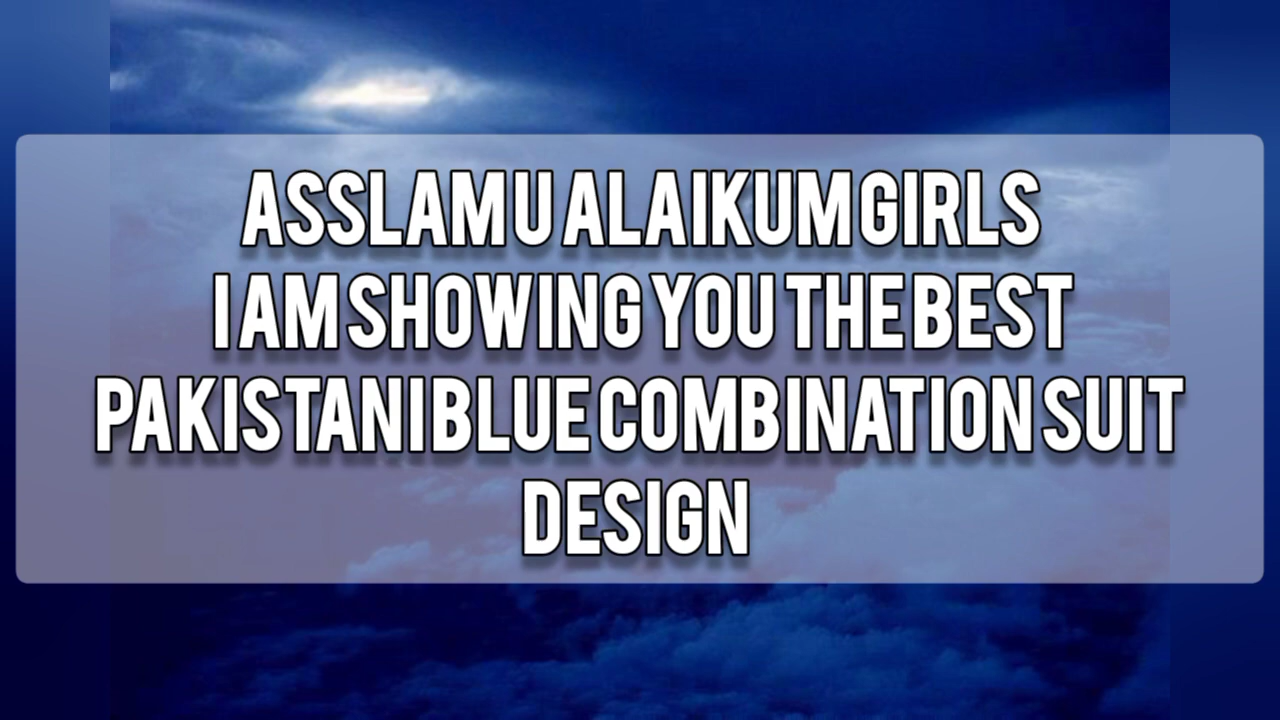 ASSLAMU ALAIKUM GIRLS
I AM SHOWING YOU THE BEST
PAKISTANI BLUE COMBINATION SUIT
DESIGN